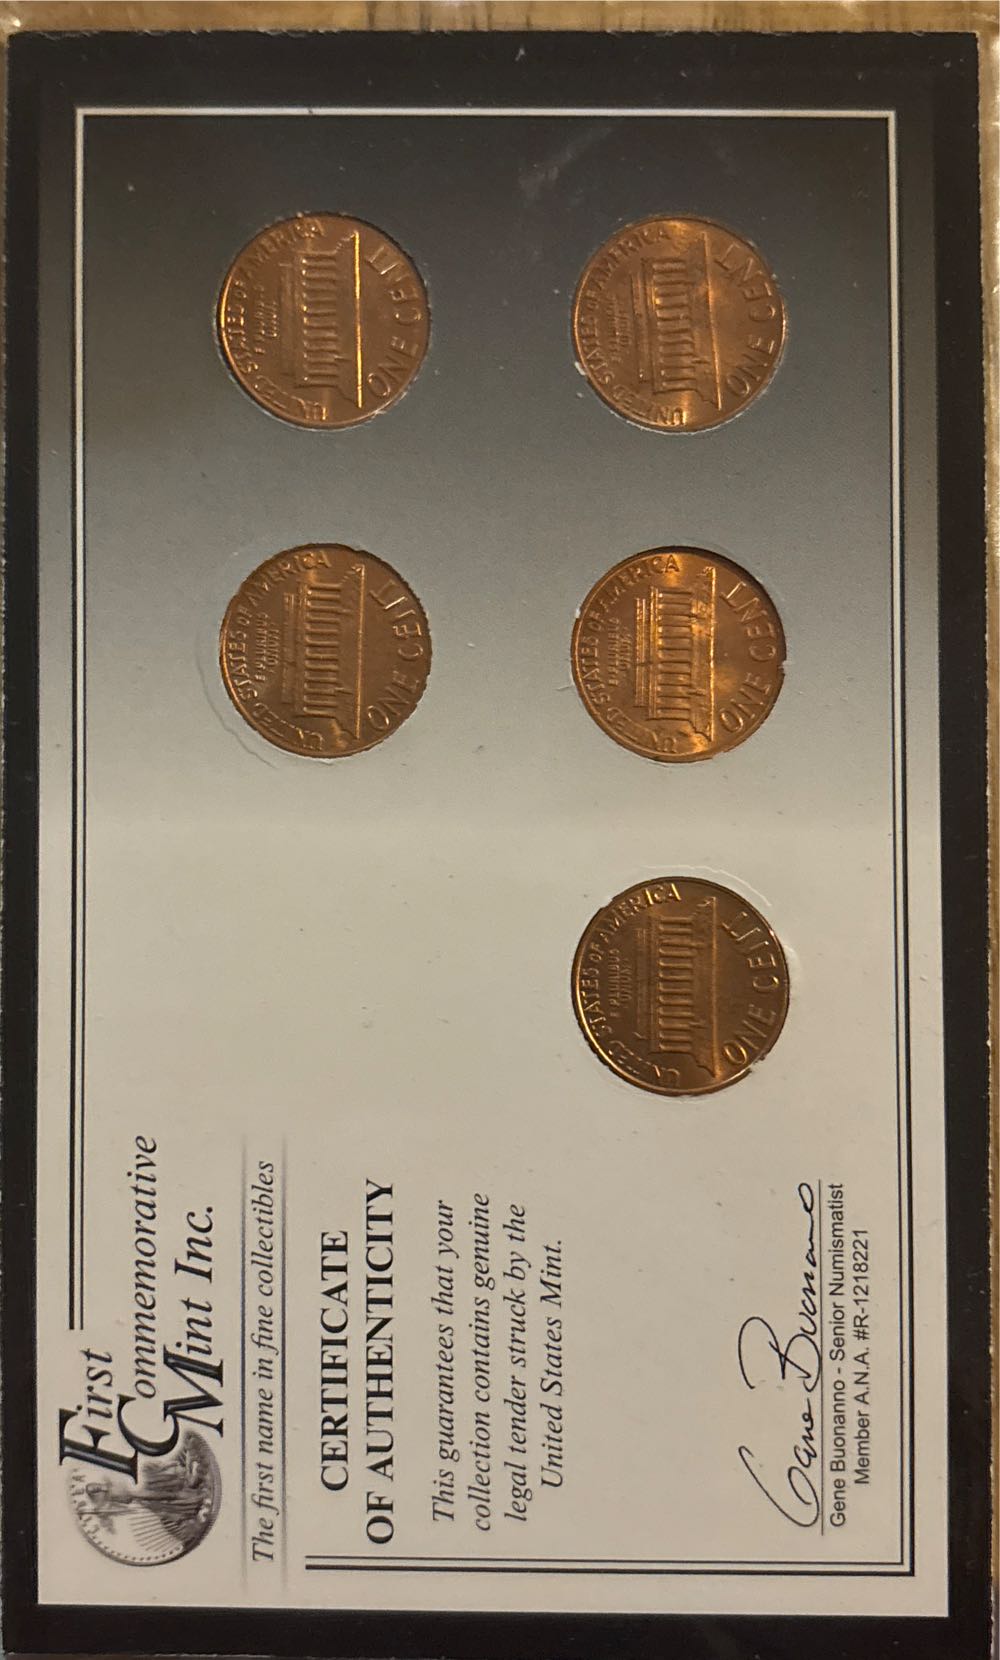 First
Commemorative
Mint Inc.
The first name in fine collectibles
CERTIFICATE
OF AUTHENTICITY
This guarantees that your
collection contains genuine
legal tender struck by the
United States Mint.
Gene Buonanno
Gene Buonanno - Senior Numismatist
Member A.N.A. #R-1218221
UNITED STATES OF AMERICA
E PLURIBUS
UNUM
ONE CENT
UNITED STATES OF AMERICA
E PLURIBUS
UNUM
ONE CENT
UNITED STATES OF AMERICA
E PLURIBUS
UNUM
ONE CENT
UNITED STATES OF AMERICA
E PLURIBUS
UNUM
ONE CENT
UNITED STATES OF AMERICA
E PLURIBUS
UNUM
ONE CENT